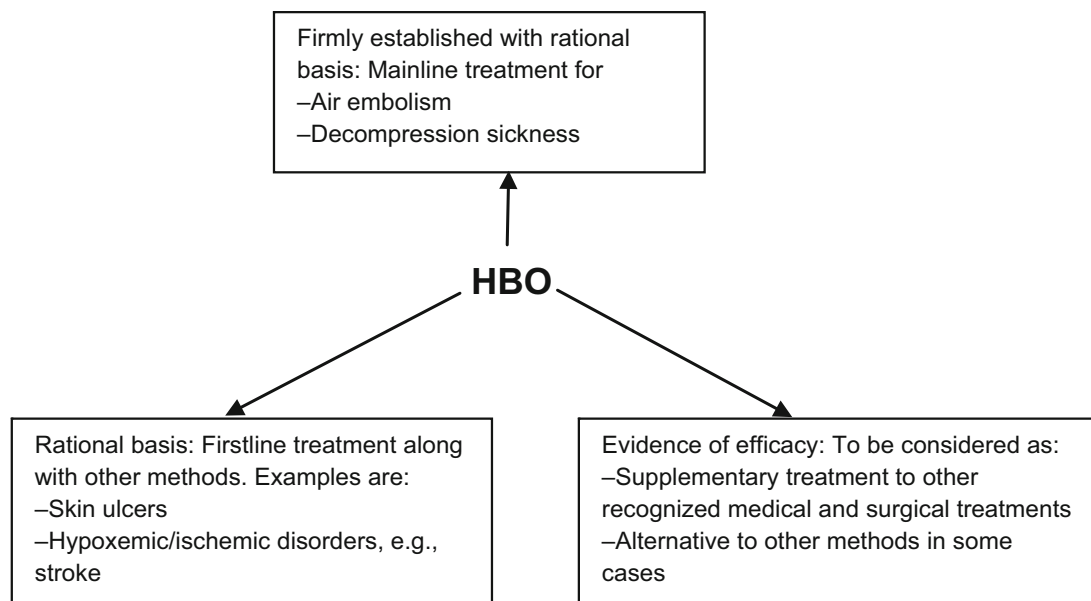 Firmly established with rational
basis: Mainline treatment for
–Air embolism
–Decompression sickness
HBO
Rational basis: Firstline treatment along
with other methods. Examples are:
–Skin ulcers
–Hypoxemic/ischemic disorders, e.g.,
stroke
Evidence of efficacy: To be considered as:
–Supplementary treatment to other
recognized medical and surgical treatments
–Alternative to other methods in some
cases